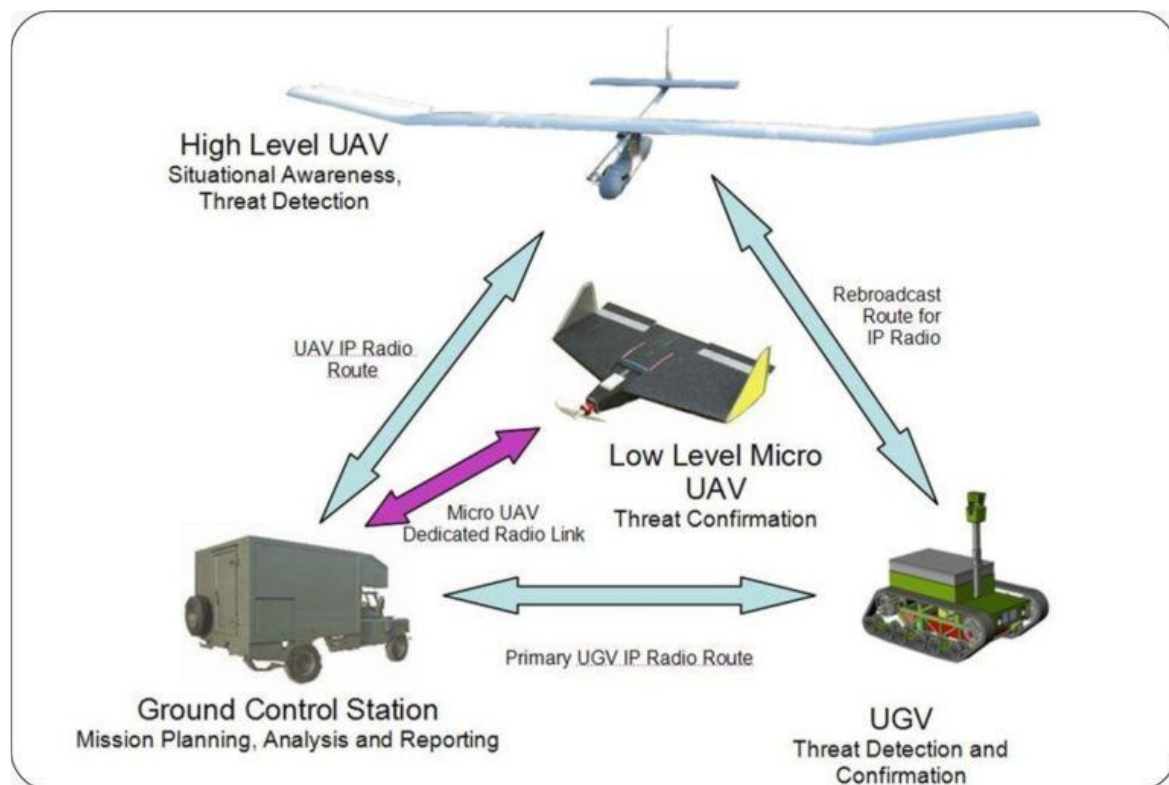 High Level UAV
Situational Awareness,
Threat Detection
Rebroadcast
Route for
IP Radio
UAV IP Radio
Route
Low Level Micro
UAV
Threat Confirmation
Micro UAV
Dedicated Radio Link
Primary UGV IP Radio Route
Ground Control Station
Mission Planning, Analysis and Reporting
UGV
Threat Detection and
Confirmation